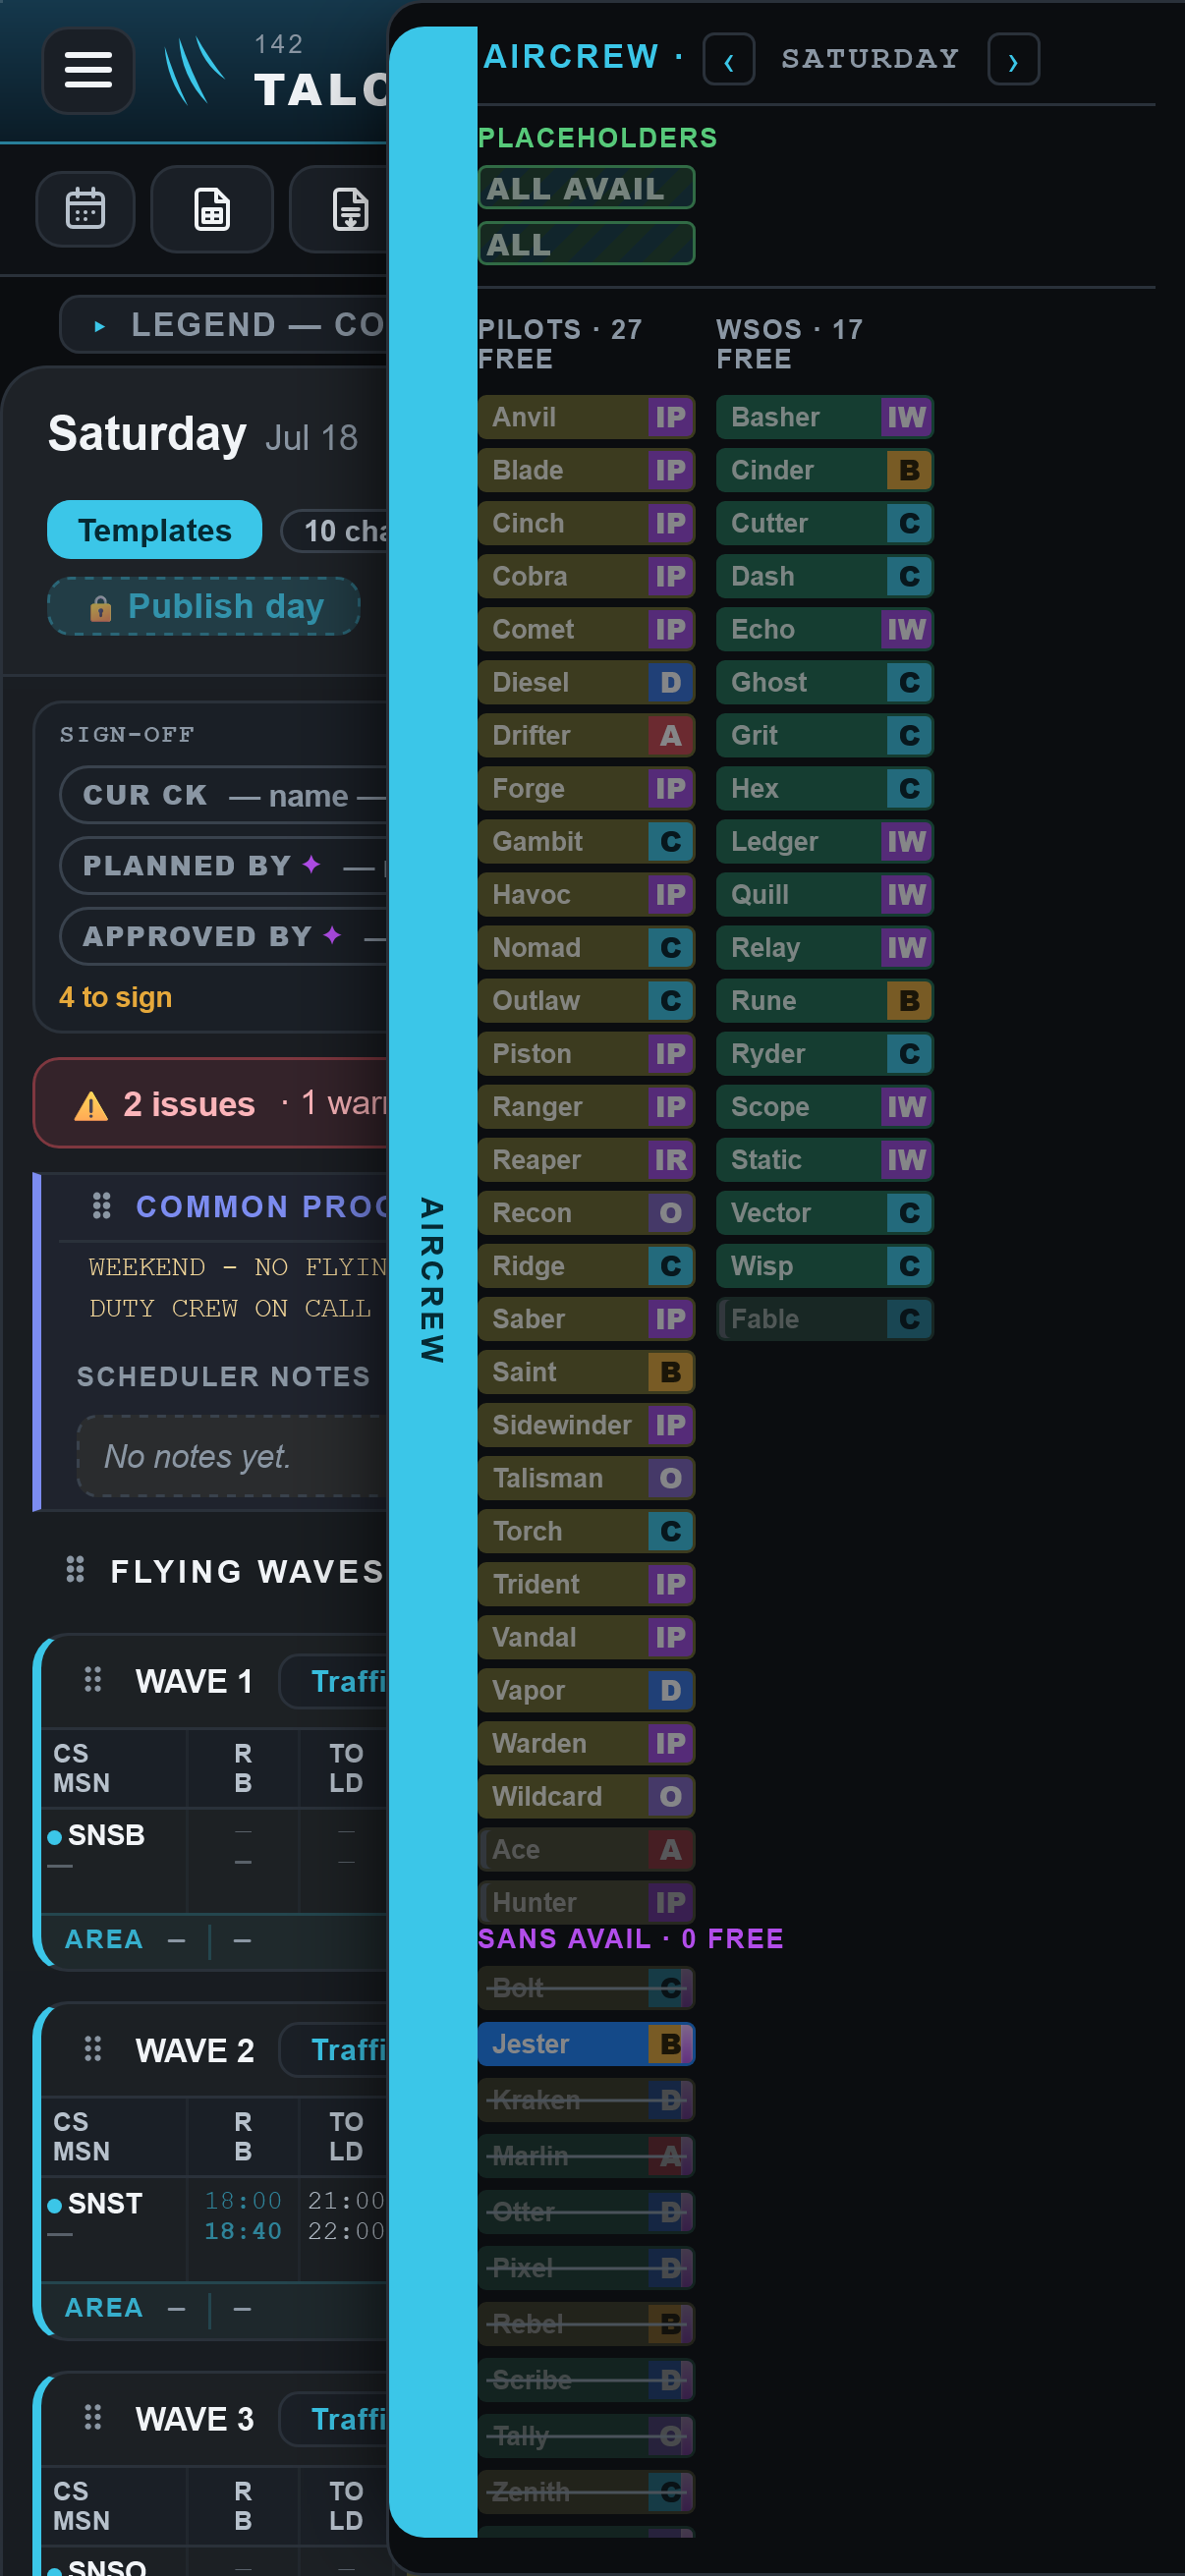 142
TALO
LEGEND — CO
Saturday Jul 18
Templates
10 cha
Publish day
SIGN-OFF
CUR CK — name —
PLANNED BY —
APPROVED BY —
4 to sign
2 issues · 1 warn
COMMON PROC
WEEKEND - NO FLYIN
DUTY CREW ON CALL
SCHEDULER NOTES
No notes yet.
FLYING WAVES
WAVE 1 Traffi
CS R TO
MSN B LD
SNSB — —
— — —
AREA — —
WAVE 2 Traffi
CS R TO
MSN B LD
SNST 18:00 21:00
— 18:40 22:00
AREA — —
WAVE 3 Traffi
CS R TO
MSN B LD
SNSO — —
AIRCREW
AIRCREW · ‹ SATURDAY ›
PLACEHOLDERS
ALL AVAIL
ALL
PILOTS · 27 FREE
Anvil IP
Blade IP
Cinch IP
Cobra IP
Comet IP
Diesel D
Drifter A
Forge IP
Gambit C
Havoc IP
Nomad C
Outlaw C
Piston IP
Ranger IP
Reaper IR
Recon O
Ridge C
Saber IP
Saint B
Sidewinder IP
Talisman O
Torch C
Trident IP
Vandal IP
Vapor D
Warden IP
Wildcard O
Ace A
Hunter IP
WSOS · 17 FREE
Basher IW
Cinder B
Cutter C
Dash C
Echo IW
Ghost C
Grit C
Hex C
Ledger IW
Quill IW
Relay IW
Rune B
Ryder C
Scope IW
Static IW
Vector C
Wisp C
Fable C
SANS AVAIL · 0 FREE
Bolt C
Jester B
Kraken D
Marlin A
Otter D
Pixel D
Rebel B
Scribe D
Tally O
Zenith C